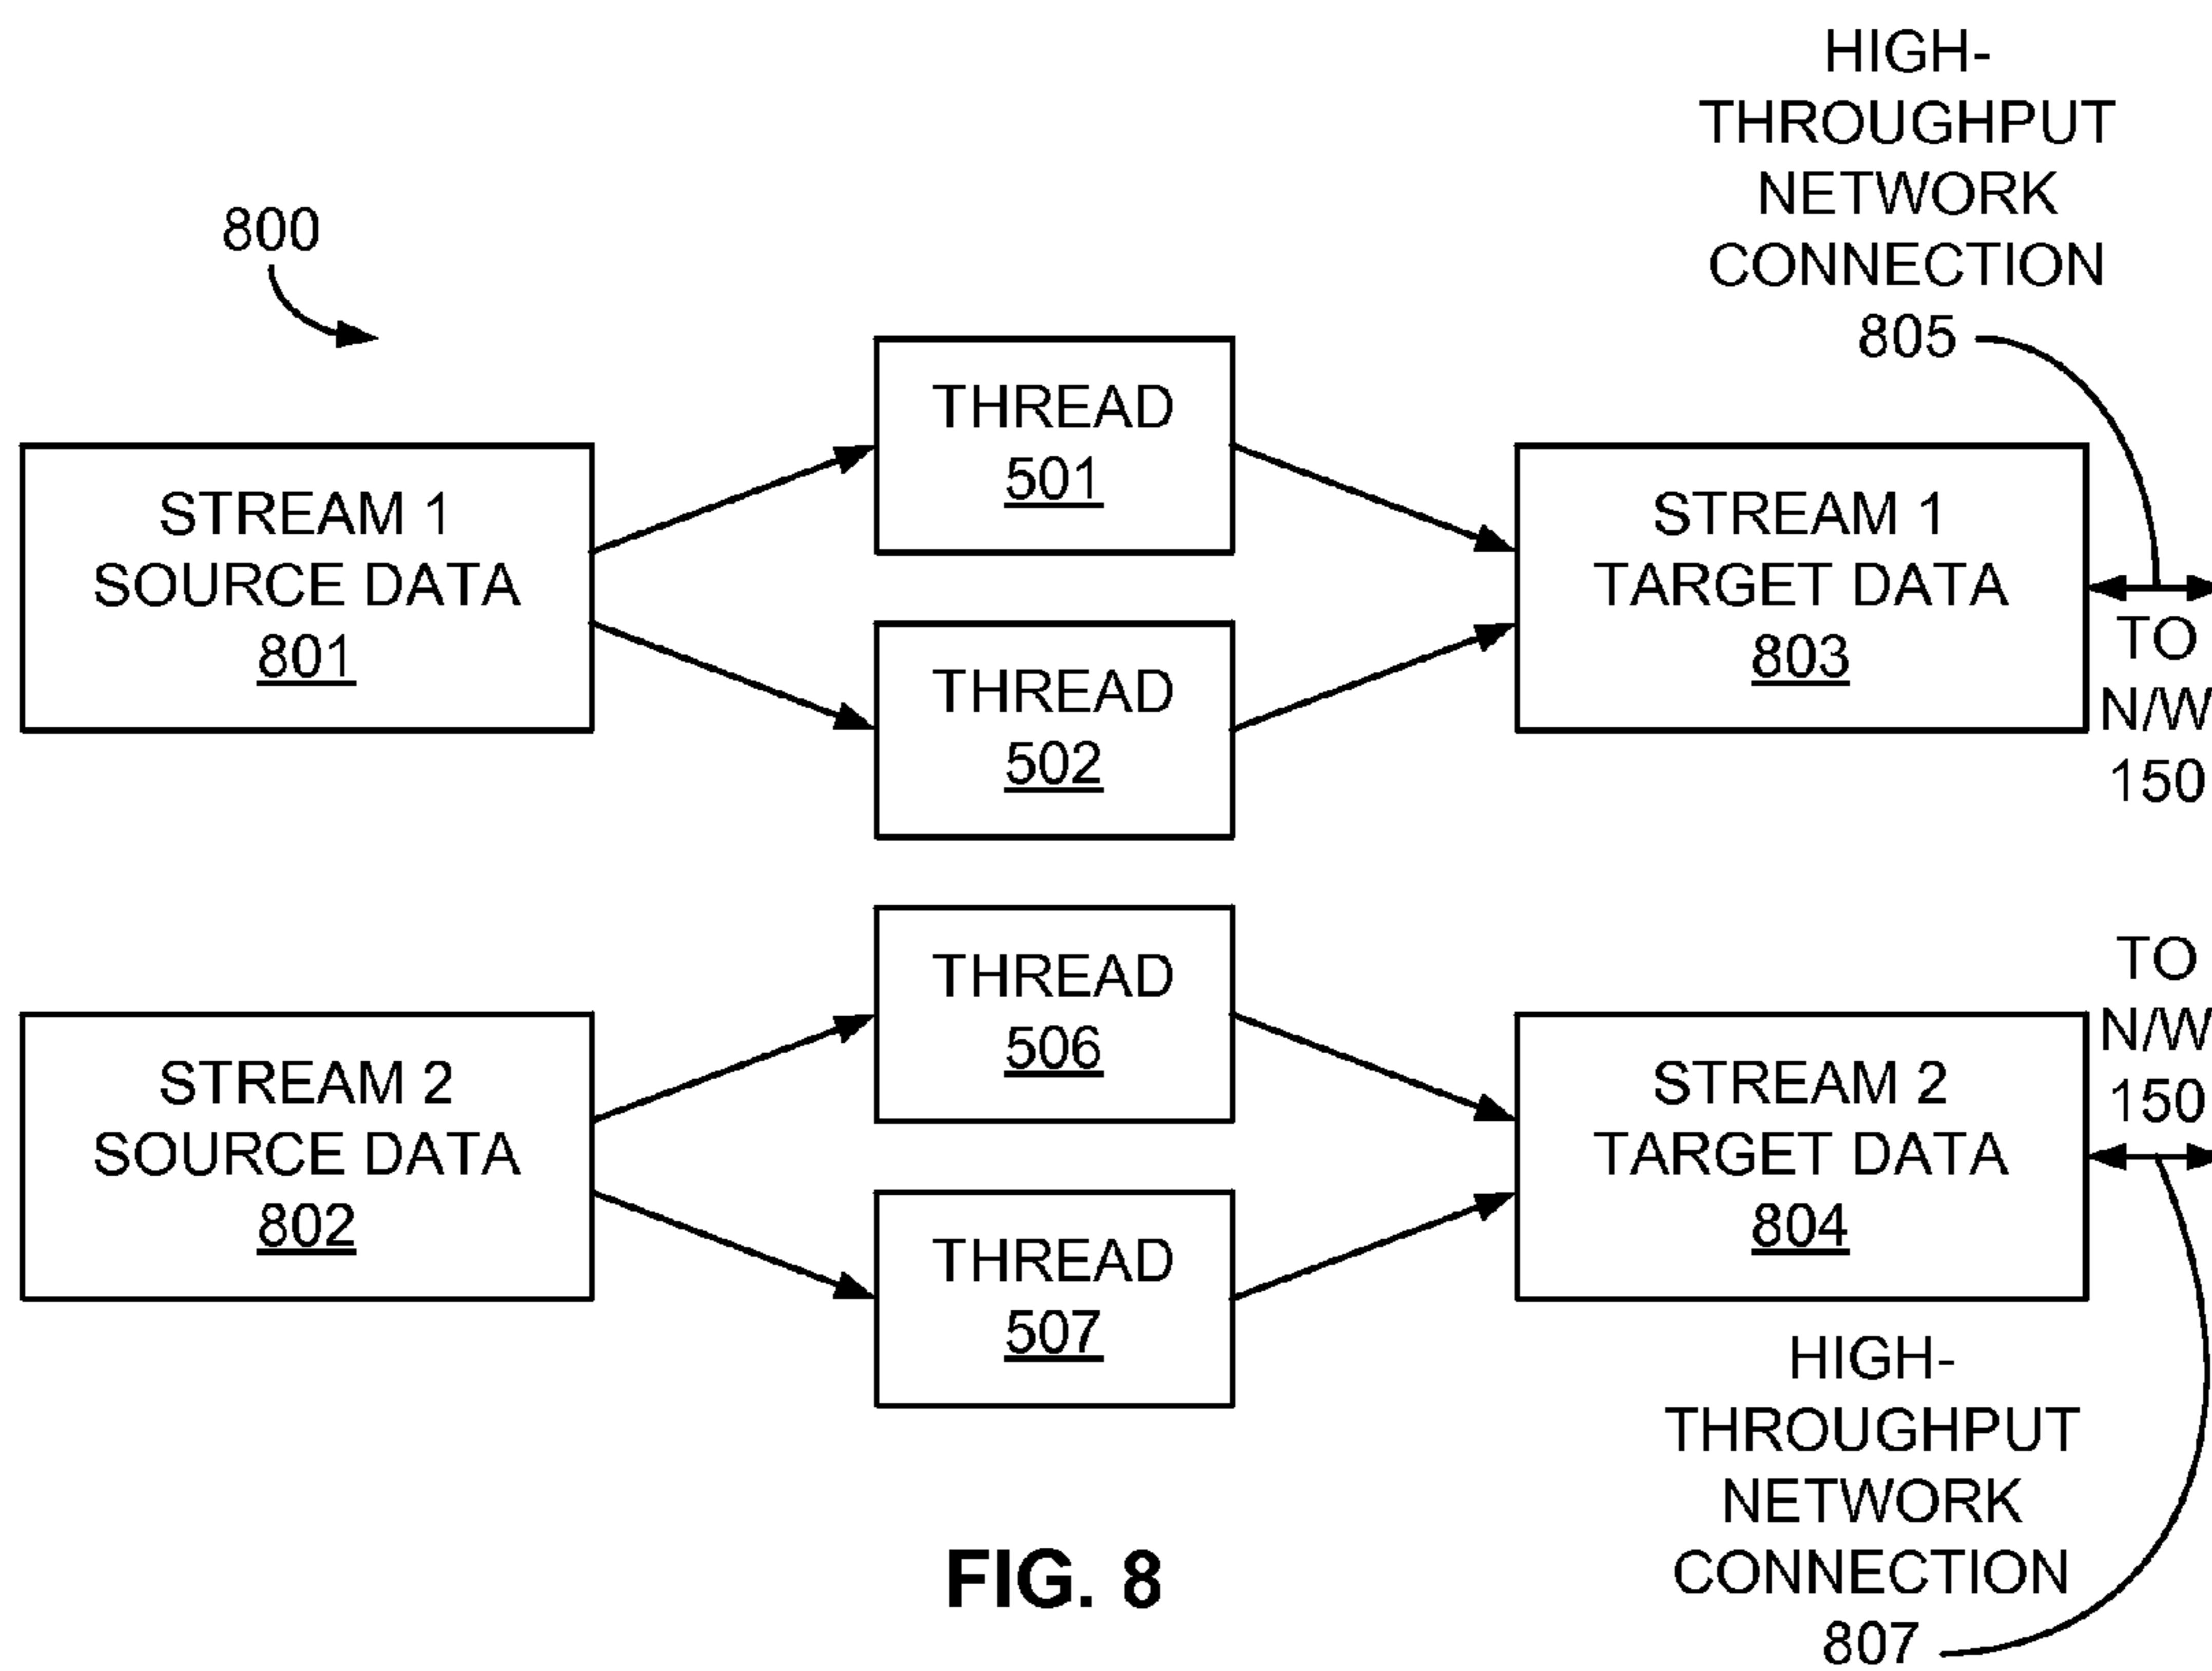 HIGH-
THROUGHPUT
NETWORK
CONNECTION
805
800
STREAM 1
SOURCE DATA
801
THREAD
501
THREAD
502
STREAM 1
TARGET DATA
803
TO
N/W
150
STREAM 2
SOURCE DATA
802
THREAD
506
THREAD
507
STREAM 2
TARGET DATA
804
TO
N/W
150
HIGH-
THROUGHPUT
NETWORK
CONNECTION
807
FIG. 8